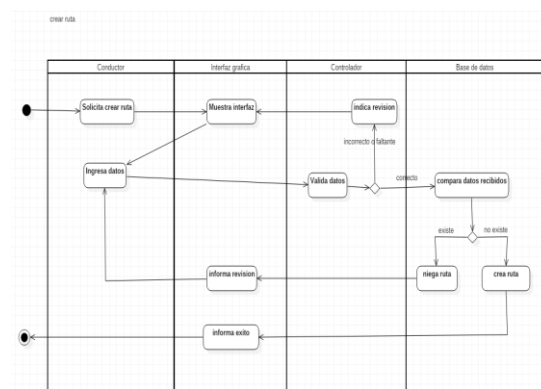 crear ruta
Conductor
Interfaz grafica
Controlador
Base de datos
Solicita crear ruta
Muestra interfaz
indica revision
incorrecto o faltante
Ingresa datos
Valida datos
correcto
compara datos recibidos
existe
no existe
informa revision
niega ruta
crea ruta
informa exito